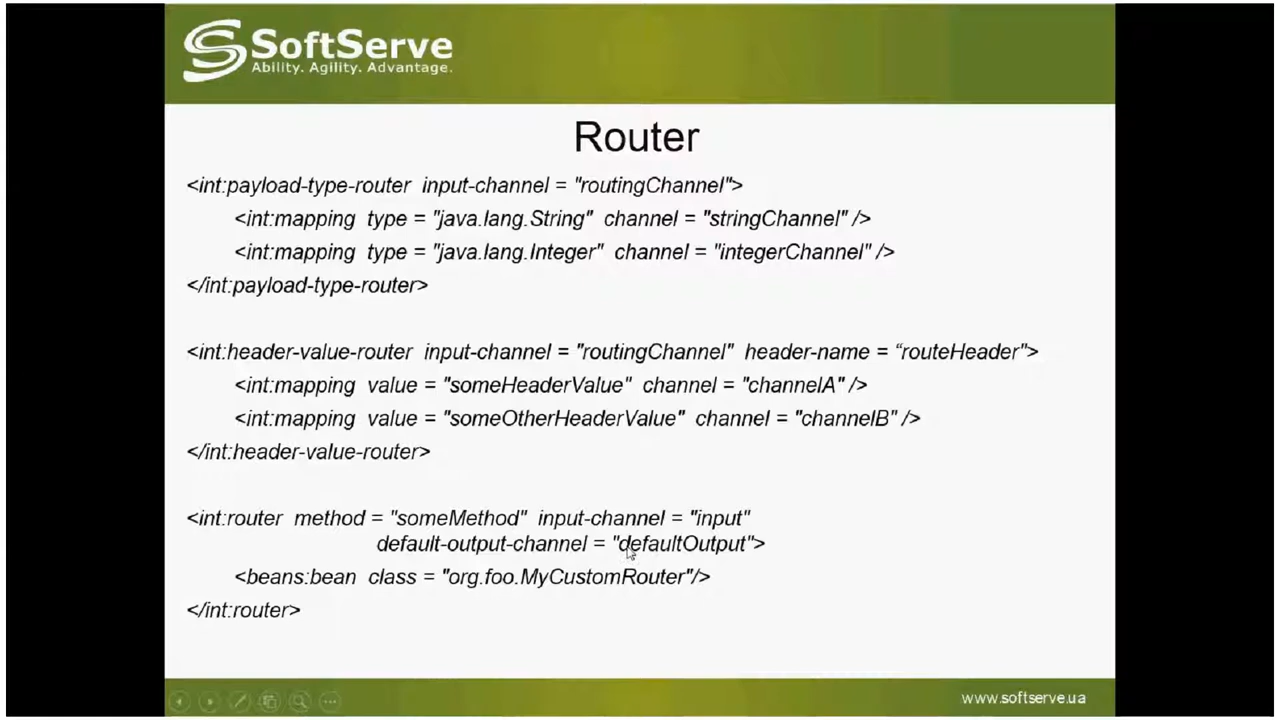 SoftServe
Ability. Agility. Advantage.
Router
<int:payload-type-router input-channel = "routingChannel">
<int:mapping type = "java.lang.String" channel = "stringChannel" />
<int:mapping type = "java.lang.Integer" channel = "integerChannel" />
</int:payload-type-router>
<int:header-value-router input-channel = "routingChannel" header-name = “routeHeader">
<int:mapping value = "someHeaderValue" channel = "channelA" />
<int:mapping value = "someOtherHeaderValue" channel = "channelB" />
</int:header-value-router>
<int:router method = "someMethod" input-channel = "input"
default-output-channel = "defaultOutput">
<beans:bean class = "org.foo.MyCustomRouter"/>
</int:router>
www.softserve.ua